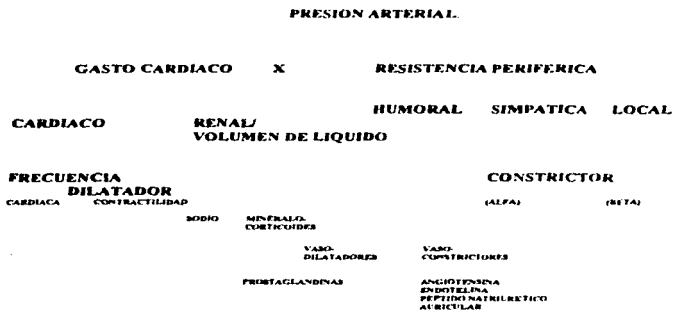 PRESION ARTERIAL.
GASTO CARDIACO X RESISTENCIA PERIFERICA
HUMORAL SIMPATICA LOCAL
CARDIACO RENAL/
VOLUMEN DE LIQUIDO
FRECUENCIA CONSTRICTOR
DILATADOR
CARDIACA CONTRACTILIDAD (ALFA) (BETA)
SODIO MINERALO-
CORTICOIDES
VASO- VASO-
DILATADORES CONSTRICTORES
PROSTAGLANDINAS ANGIOTENSINA
ENDOTELINA
PEPTIDO NATRIURETICO
AURICULAR